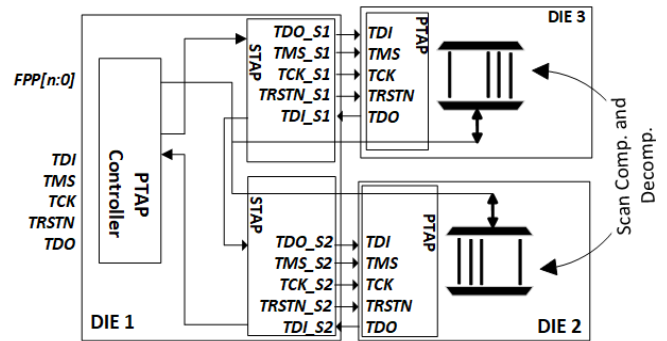 DIE 1
FPP[n:0]
TDI
TMS
TCK
TRSTN
TDO
PTAP
Controller
STAP
TDO_S1
TMS_S1
TCK_S1
TRSTN_S1
TDI_S1
STAP
TDO_S2
TMS_S2
TCK_S2
TRSTN_S2
TDI_S2
DIE 3
PTAP
TDI
TMS
TCK
TRSTN
TDO
DIE 2
PTAP
TDI
TMS
TCK
TRSTN
TDO
Scan Comp. and
Decomp.